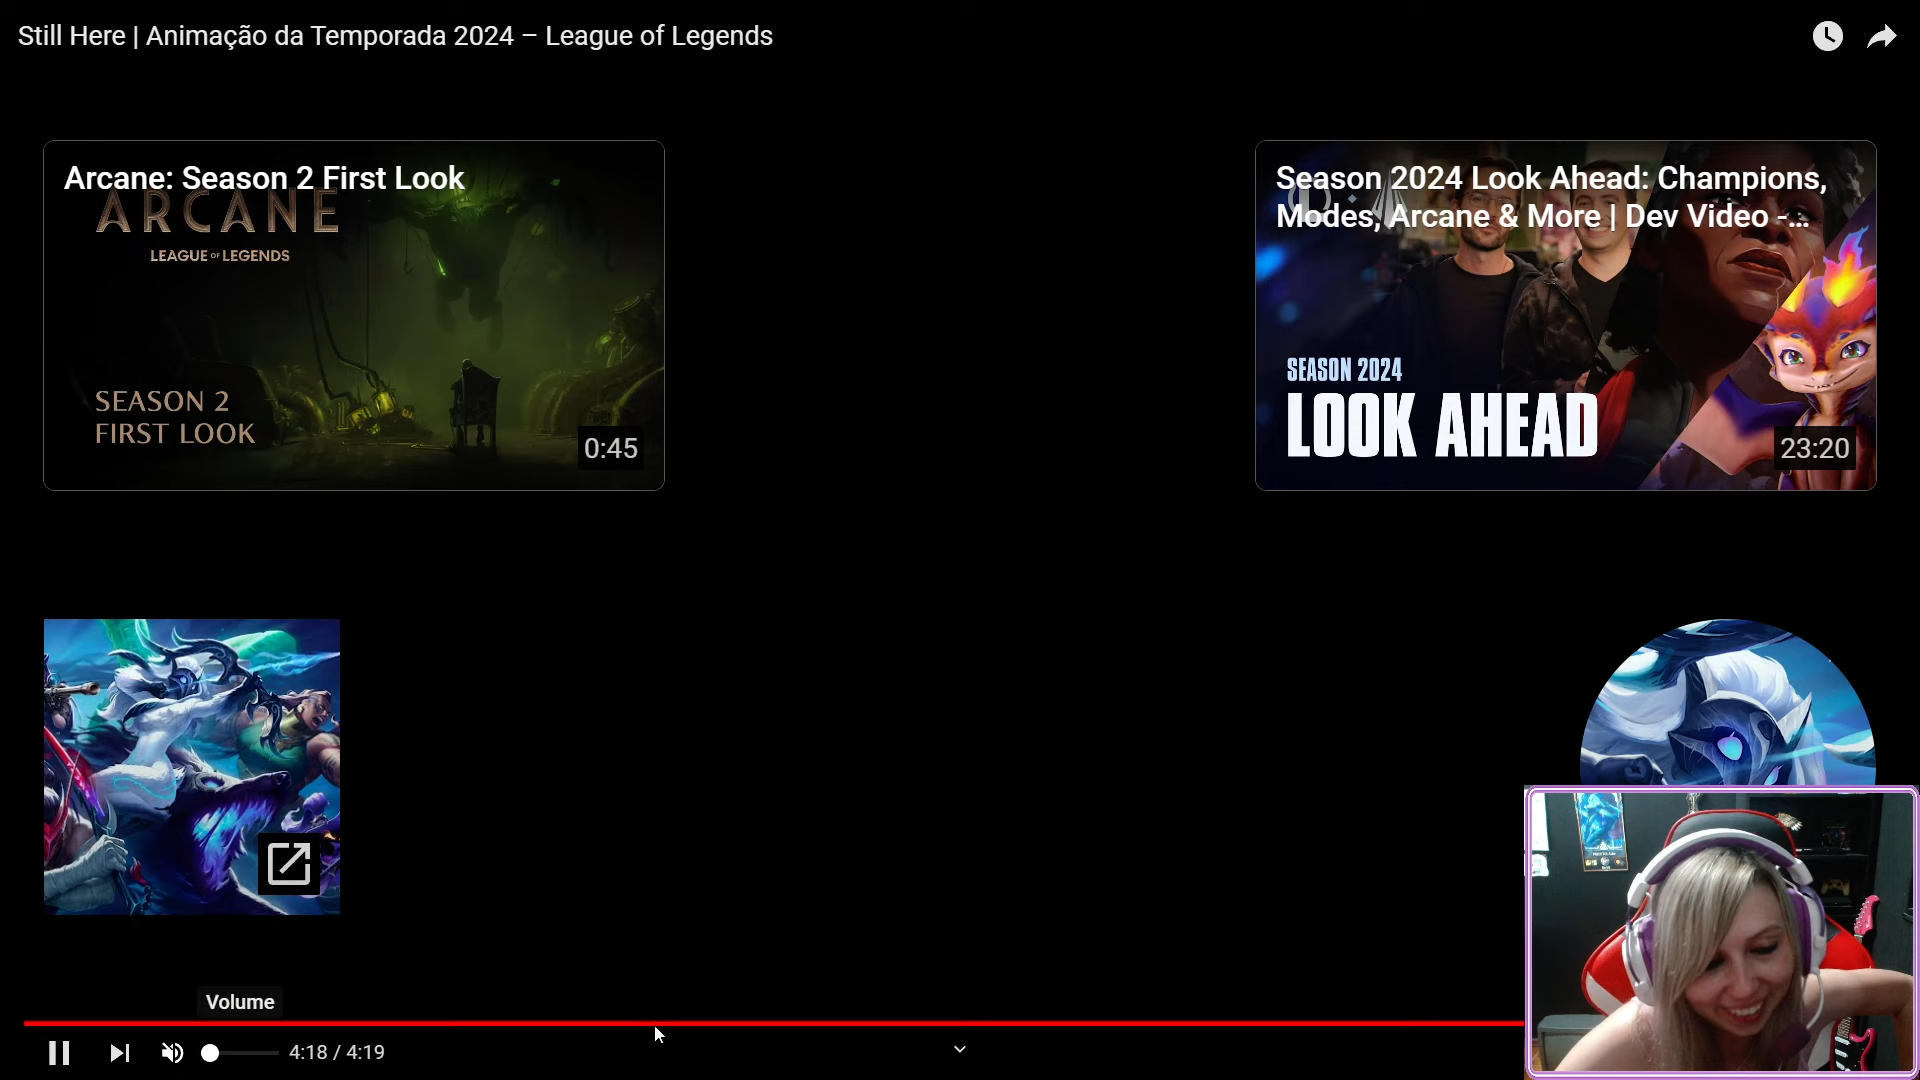 Still Here | Animação da Temporada 2024 – League of Legends
Arcane: Season 2 First Look
ARCANE
LEAGUE OF LEGENDS
SEASON 2
FIRST LOOK
0:45
Season 2024 Look Ahead: Champions,
Modes, Arcane & More | Dev Video -...
SEASON 2024
LOOK AHEAD
23:20
Volume
4:18 / 4:19